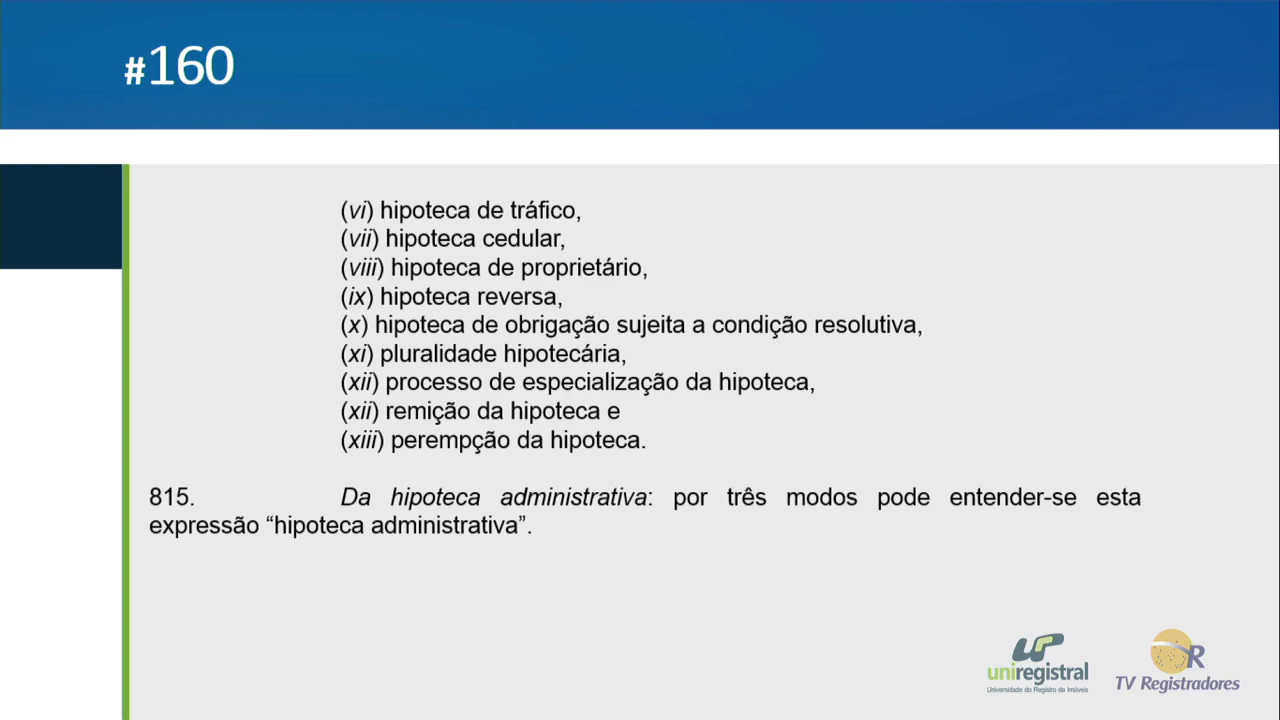 #160
(vi) hipoteca de tráfico,
(vii) hipoteca cedular,
(viii) hipoteca de proprietário,
(ix) hipoteca reversa,
(x) hipoteca de obrigação sujeita a condição resolutiva,
(xi) pluralidade hipotecária,
(xii) processo de especialização da hipoteca,
(xii) remição da hipoteca e
(xiii) perempção da hipoteca.
815. Da hipoteca administrativa: por três modos pode entender-se esta
expressão “hipoteca administrativa”.
uniregistral
Universidade do Registro de Imóveis
R
TV Registradores